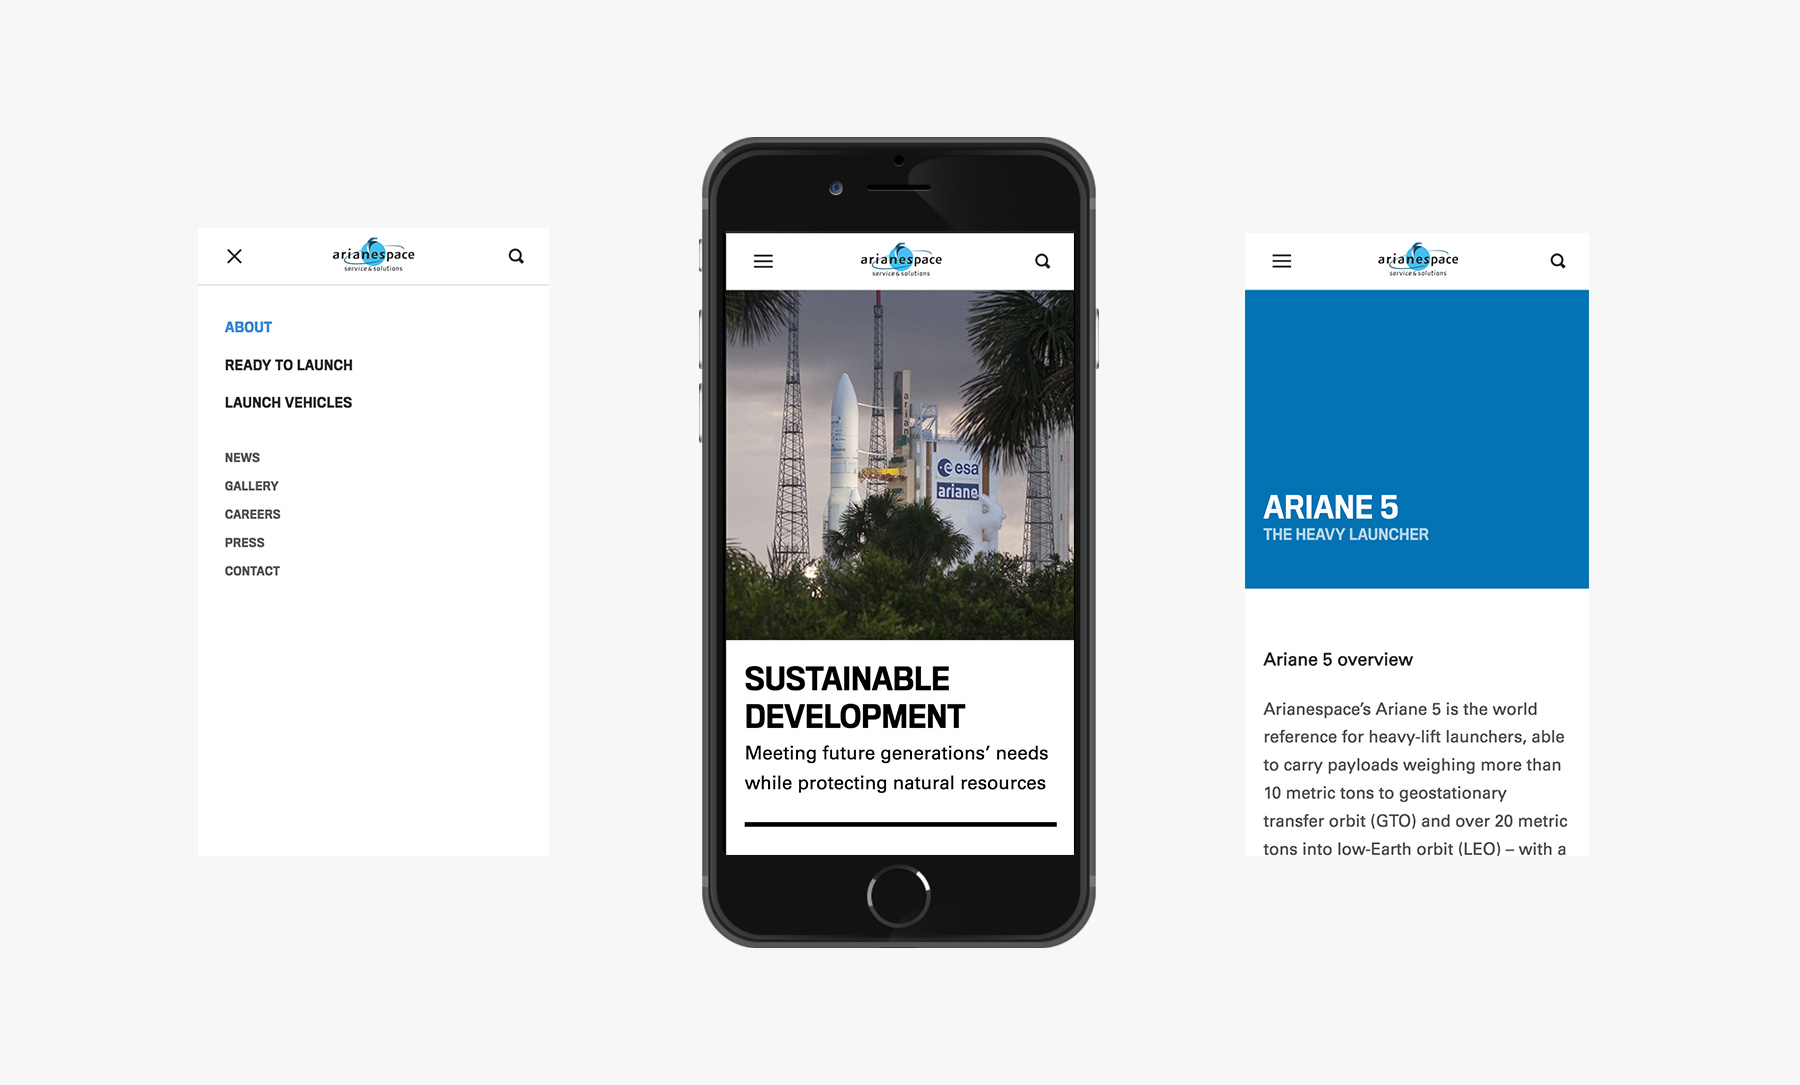 arianespace
service & solutions
ABOUT
READY TO LAUNCH
LAUNCH VEHICLES
NEWS
GALLERY
CAREERS
PRESS
CONTACT
arianespace
service & solutions
arian
esa
ariane
SUSTAINABLE
DEVELOPMENT
Meeting future generations’ needs
while protecting natural resources
arianespace
service & solutions
ARIANE 5
THE HEAVY LAUNCHER
Ariane 5 overview
Arianespace’s Ariane 5 is the world
reference for heavy-lift launchers, able
to carry payloads weighing more than
10 metric tons to geostationary
transfer orbit (GTO) and over 20 metric
tons into low-Earth orbit (LEO) – with a